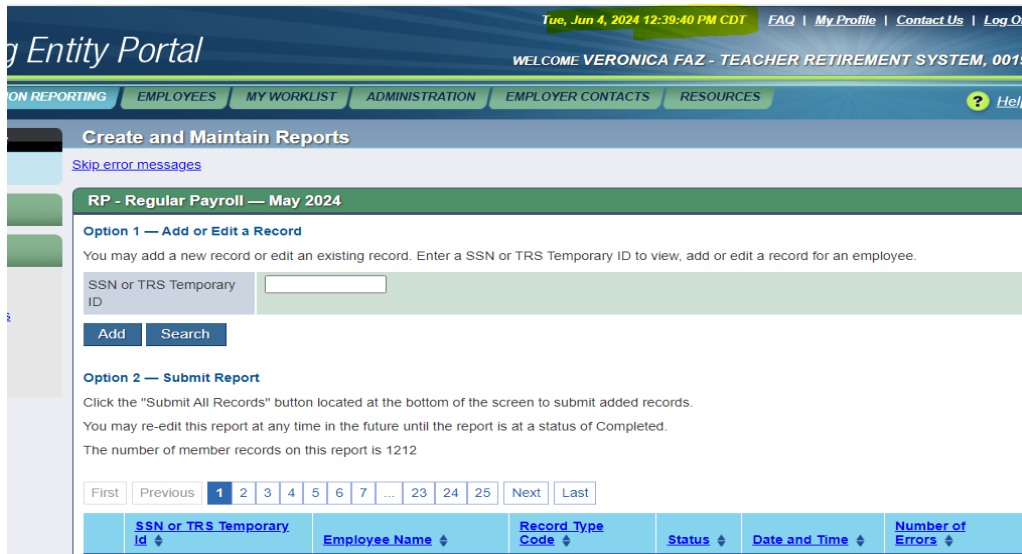 Tue, Jun 4, 2024 12:39:40 PM CDT FAQ | My Profile | Contact Us | Log
Entity Portal
WELCOME VERONICA FAZ - TEACHER RETIREMENT SYSTEM,
REPORTING EMPLOYEES MY WORKLIST ADMINISTRATION EMPLOYER CONTACTS RESOURCES
? Help
Create and Maintain Reports
Skip error messages
RP - Regular Payroll — May 2024
Option 1 — Add or Edit a Record
You may add a new record or edit an existing record. Enter a SSN or TRS Temporary ID to view, add or edit a record for an employee.
SSN or TRS Temporary
ID
Add Search
Option 2 — Submit Report
Click the "Submit All Records" button located at the bottom of the screen to submit added records.
You may re-edit this report at any time in the future until the report is at a status of Completed.
The number of member records on this report is 1212
First Previous 1 2 3 4 5 6 7 ... 23 24 25 Next Last
SSN or TRS Temporary
Id Employee Name Record Type
Code Status Date and Time Number of
Errors